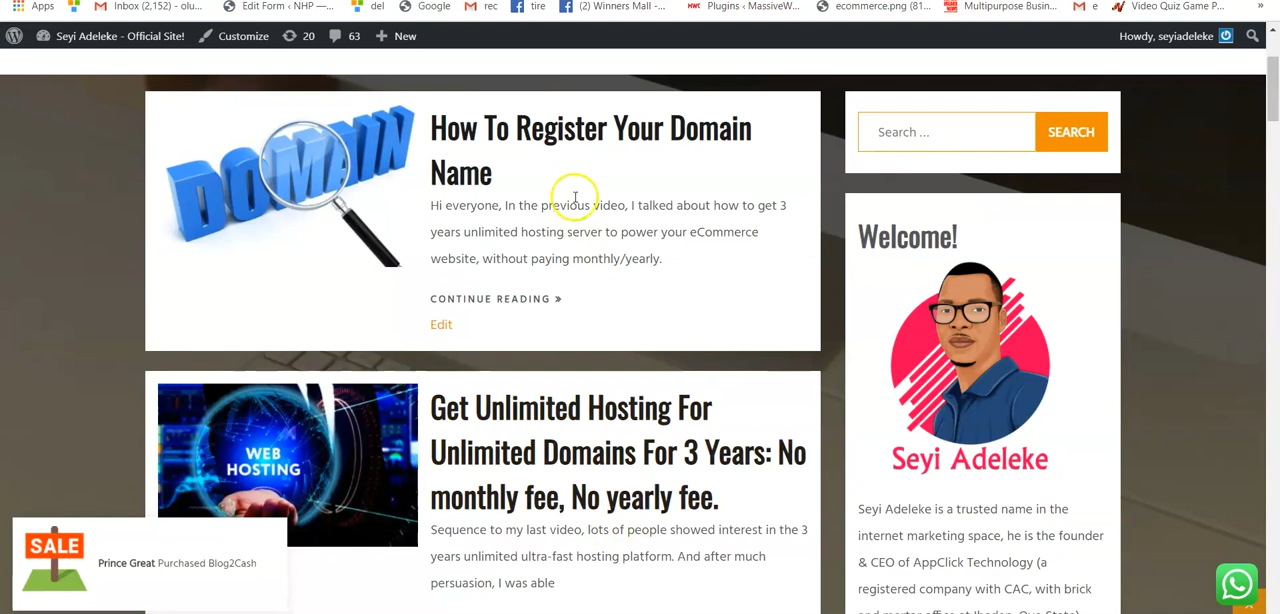 Apps
Inbox (2,152) - olu...
Edit Form ‹ NHP —...
del
Google
rec
tire
(2) Winners Mall -...
Plugins ‹ MassiveW...
ecommerce.png (81...
Multipurpose Busin...
e
Video Quiz Game P...
»
Seyi Adeleke - Official Site!
Customize
20
63
New
Howdy, seyiadeleke
DOMAIN
How To Register Your Domain
Name
Hi everyone, In the previous video, I talked about how to get 3
years unlimited hosting server to power your eCommerce
website, without paying monthly/yearly.
CONTINUE READING »
Edit
Search ...
SEARCH
Welcome!
Seyi Adeleke
Seyi Adeleke is a trusted name in the
internet marketing space, he is the founder
& CEO of AppClick Technology (a
registered company with CAC, with brick
and mortar office at Ibadan, Oyo State)
WEB
HOSTING
Get Unlimited Hosting For
Unlimited Domains For 3 Years: No
monthly fee, No yearly fee.
Sequence to my last video, lots of people showed interest in the 3
years unlimited ultra-fast hosting platform. And after much
persuasion, I was able
SALE
Prince Great Purchased Blog2Cash